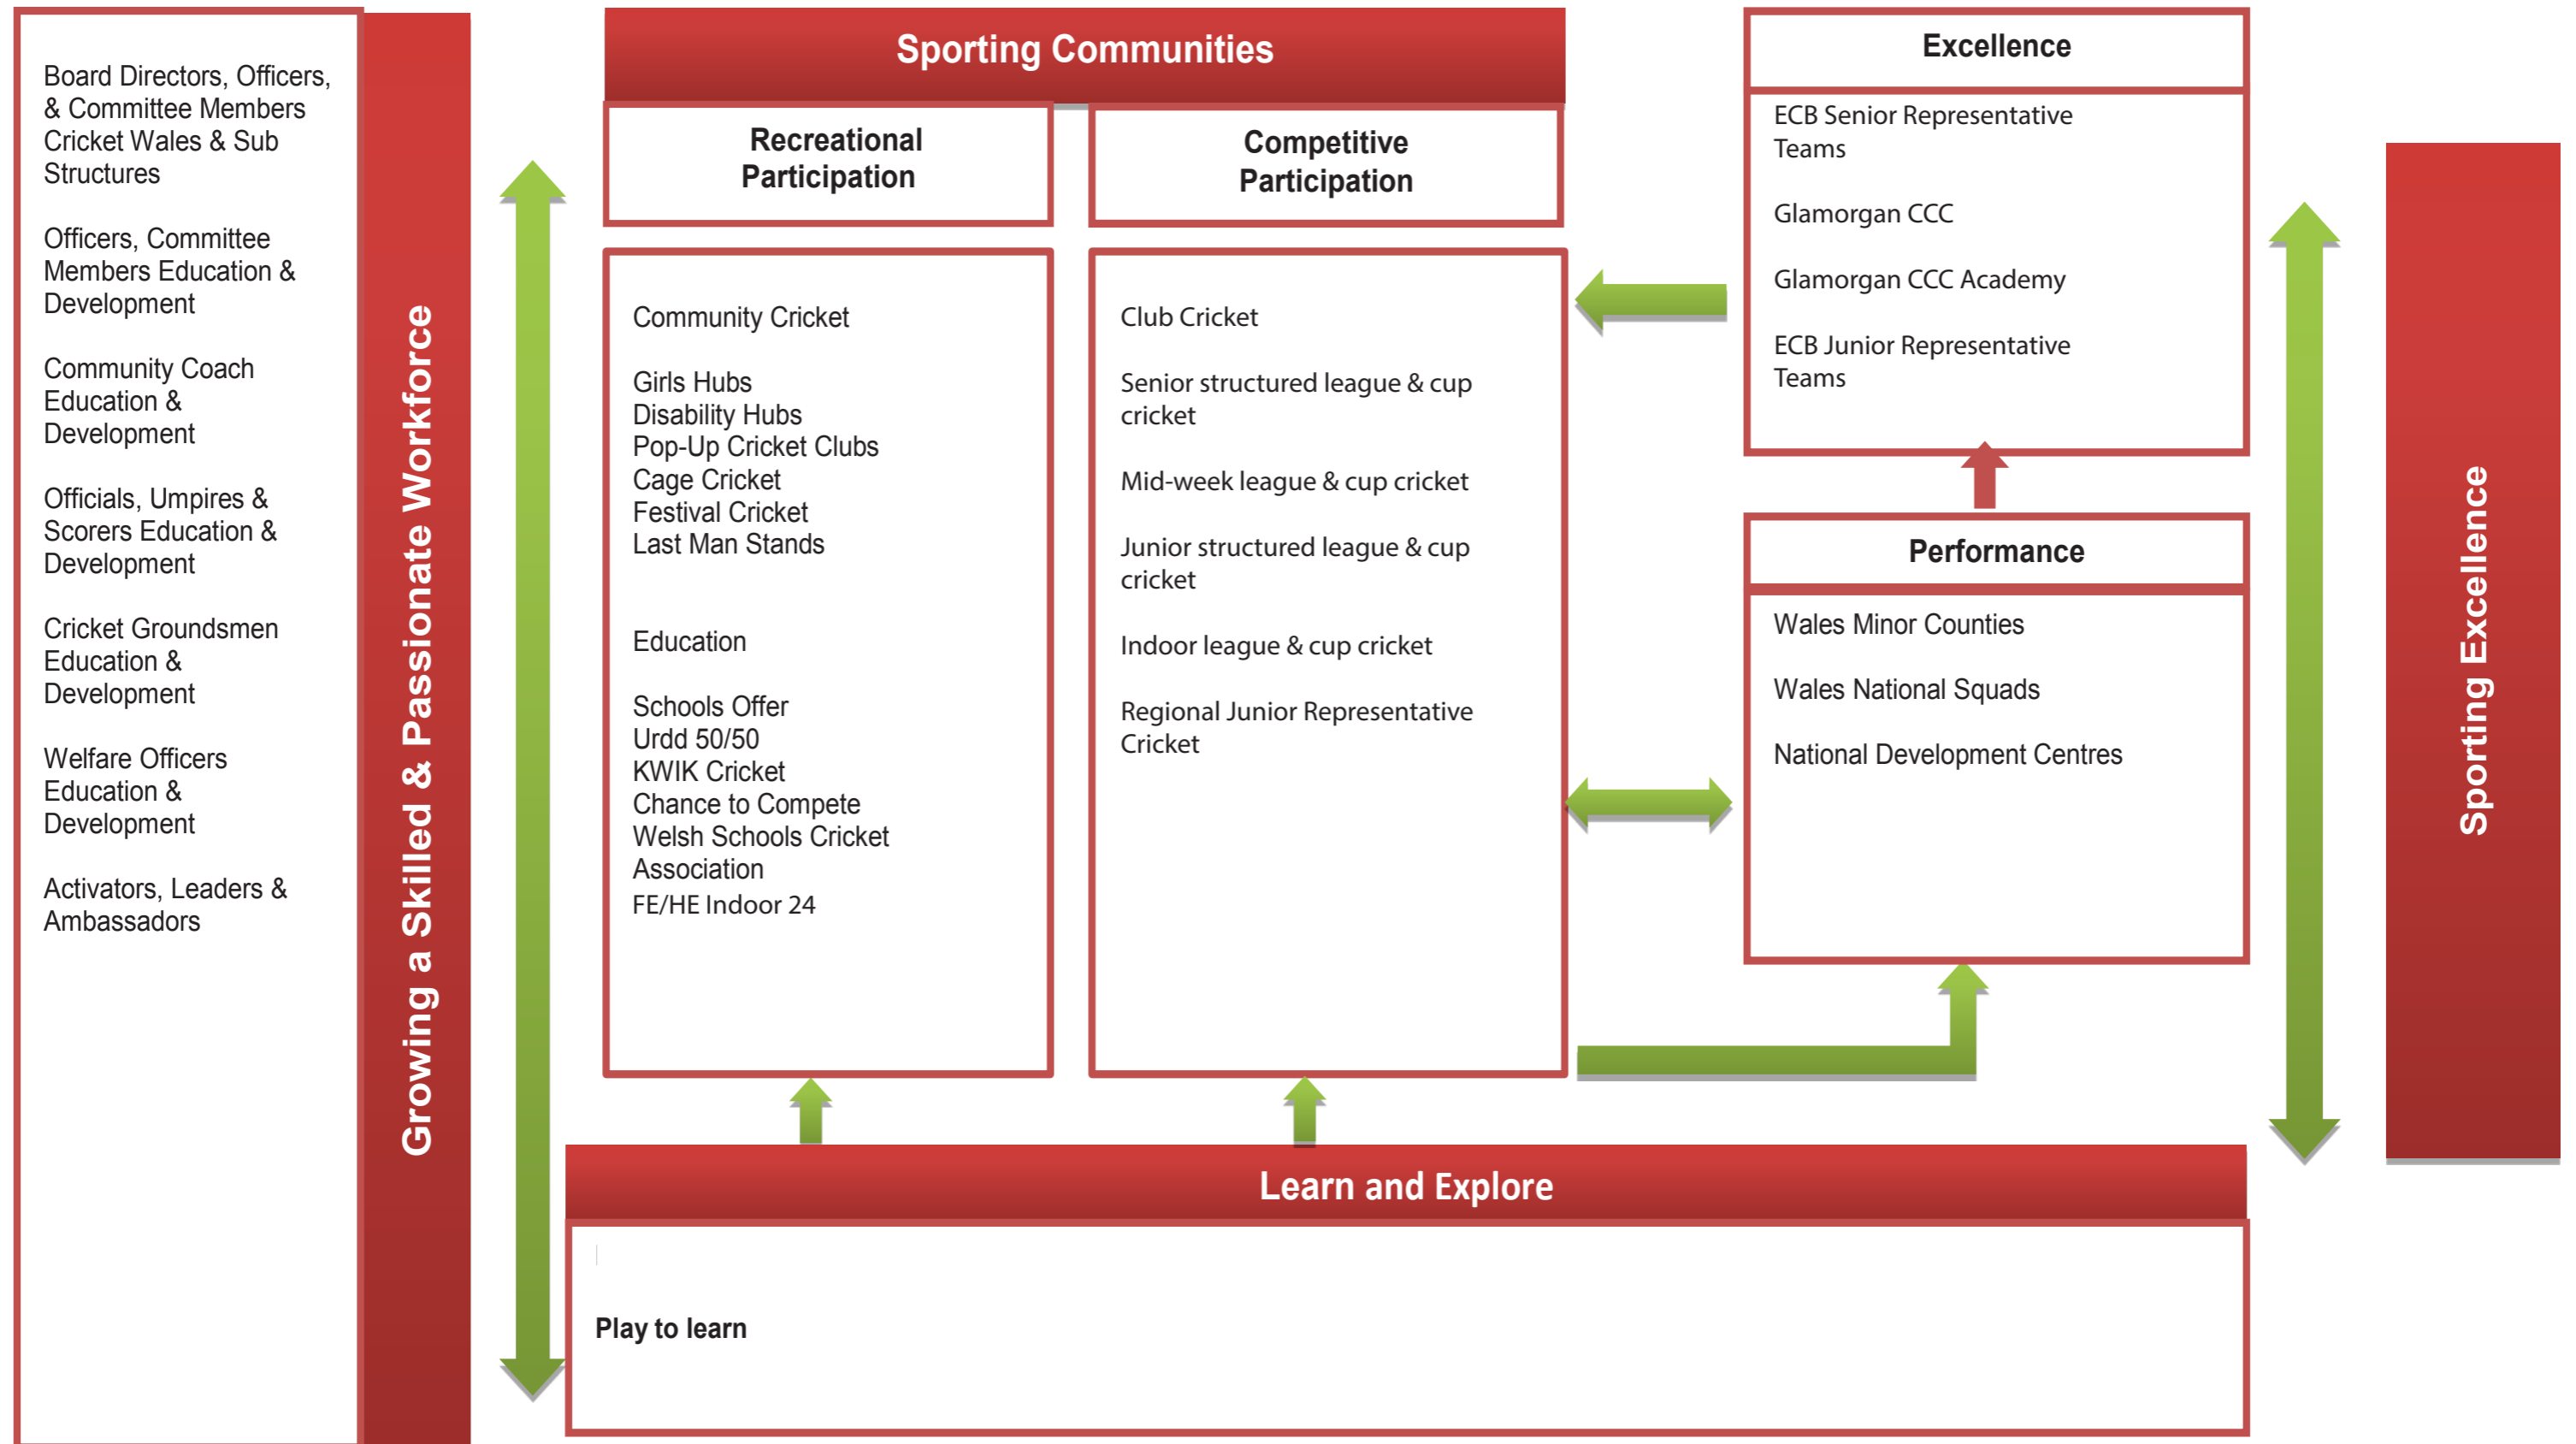 Board Directors, Officers,
& Committee Members
Cricket Wales & Sub
Structures
Officers, Committee
Members Education &
Development
Community Coach
Education &
Development
Officials, Umpires &
Scorers Education &
Development
Cricket Groundsmen
Education &
Development
Welfare Officers
Education &
Development
Activators, Leaders &
Ambassadors
Growing a Skilled & Passionate Workforce
Sporting Communities
Recreational
Participation
Community Cricket
Girls Hubs
Disability Hubs
Pop-Up Cricket Clubs
Cage Cricket
Festival Cricket
Last Man Stands
Education
Schools Offer
Urdd 50/50
KWIK Cricket
Chance to Compete
Welsh Schools Cricket
Association
FE/HE Indoor 24
Competitive
Participation
Club Cricket
Senior structured league & cup
cricket
Mid-week league & cup cricket
Junior structured league & cup
cricket
Indoor league & cup cricket
Regional Junior Representative
Cricket
Excellence
ECB Senior Representative
Teams
Glamorgan CCC
Glamorgan CCC Academy
ECB Junior Representative
Teams
Performance
Wales Minor Counties
Wales National Squads
National Development Centres
Sporting Excellence
Learn and Explore
Play to learn